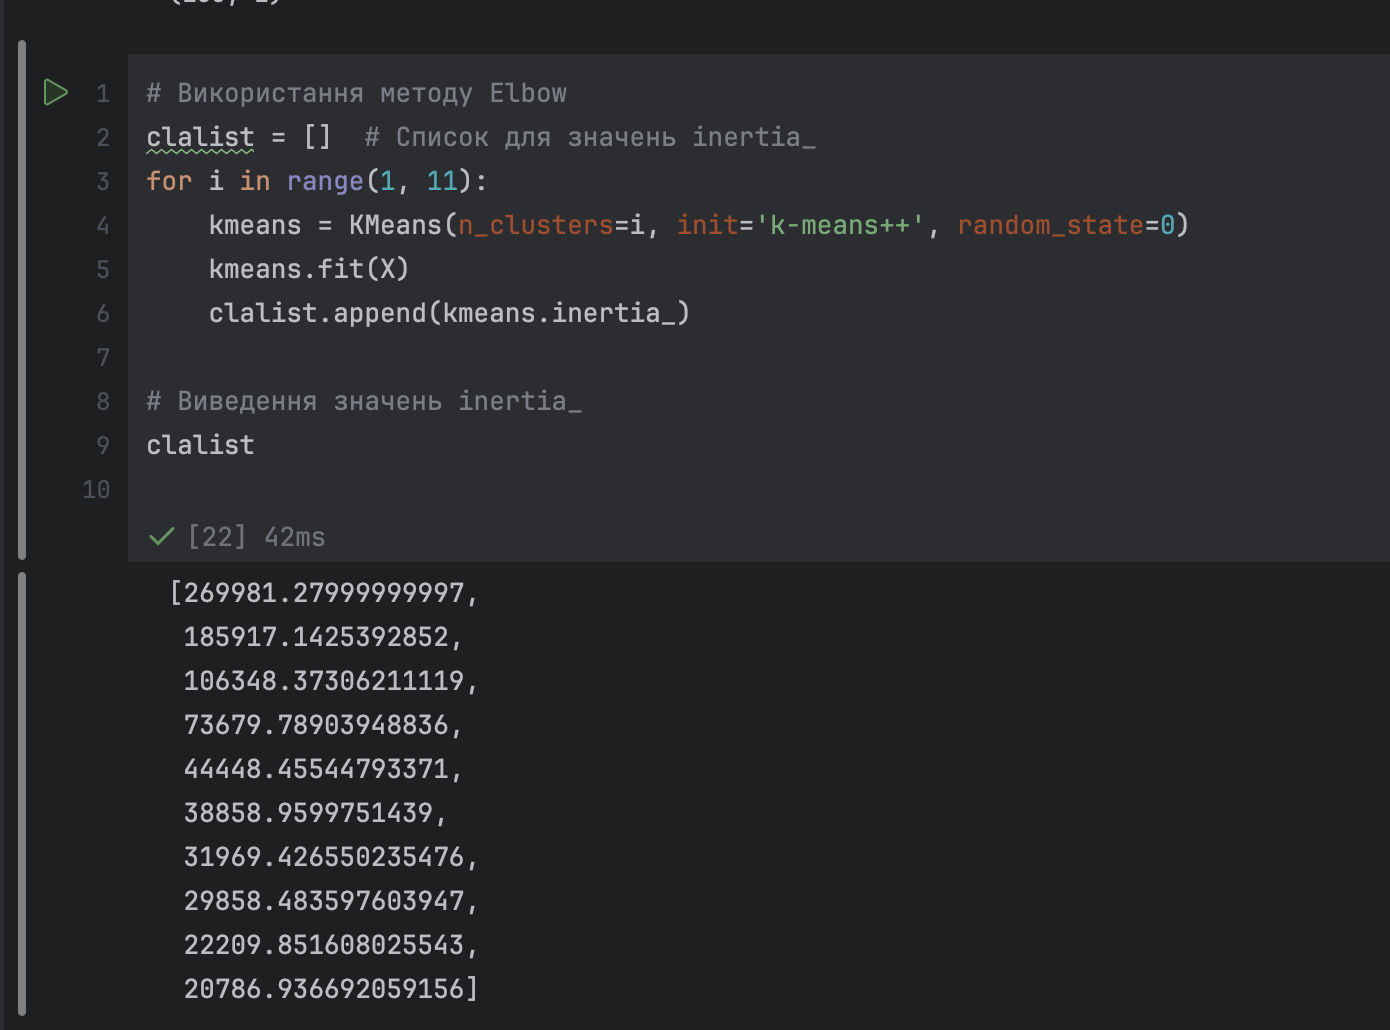 1 # Використання методу Elbow
2 clalist = []  # Список для значень inertia_
3 for i in range(1, 11):
4     kmeans = KMeans(n_clusters=i, init='k-means++', random_state=0)
5     kmeans.fit(X)
6     clalist.append(kmeans.inertia_)
7
8 # Виведення значень inertia_
9 clalist
10
[22] 42ms
[269981.27999999997,
185917.1425392852,
106348.37306211119,
73679.78903948836,
44448.45544793371,
38858.9599751439,
31969.426550235476,
29858.483597603947,
22209.851608025543,
20786.936692059156]